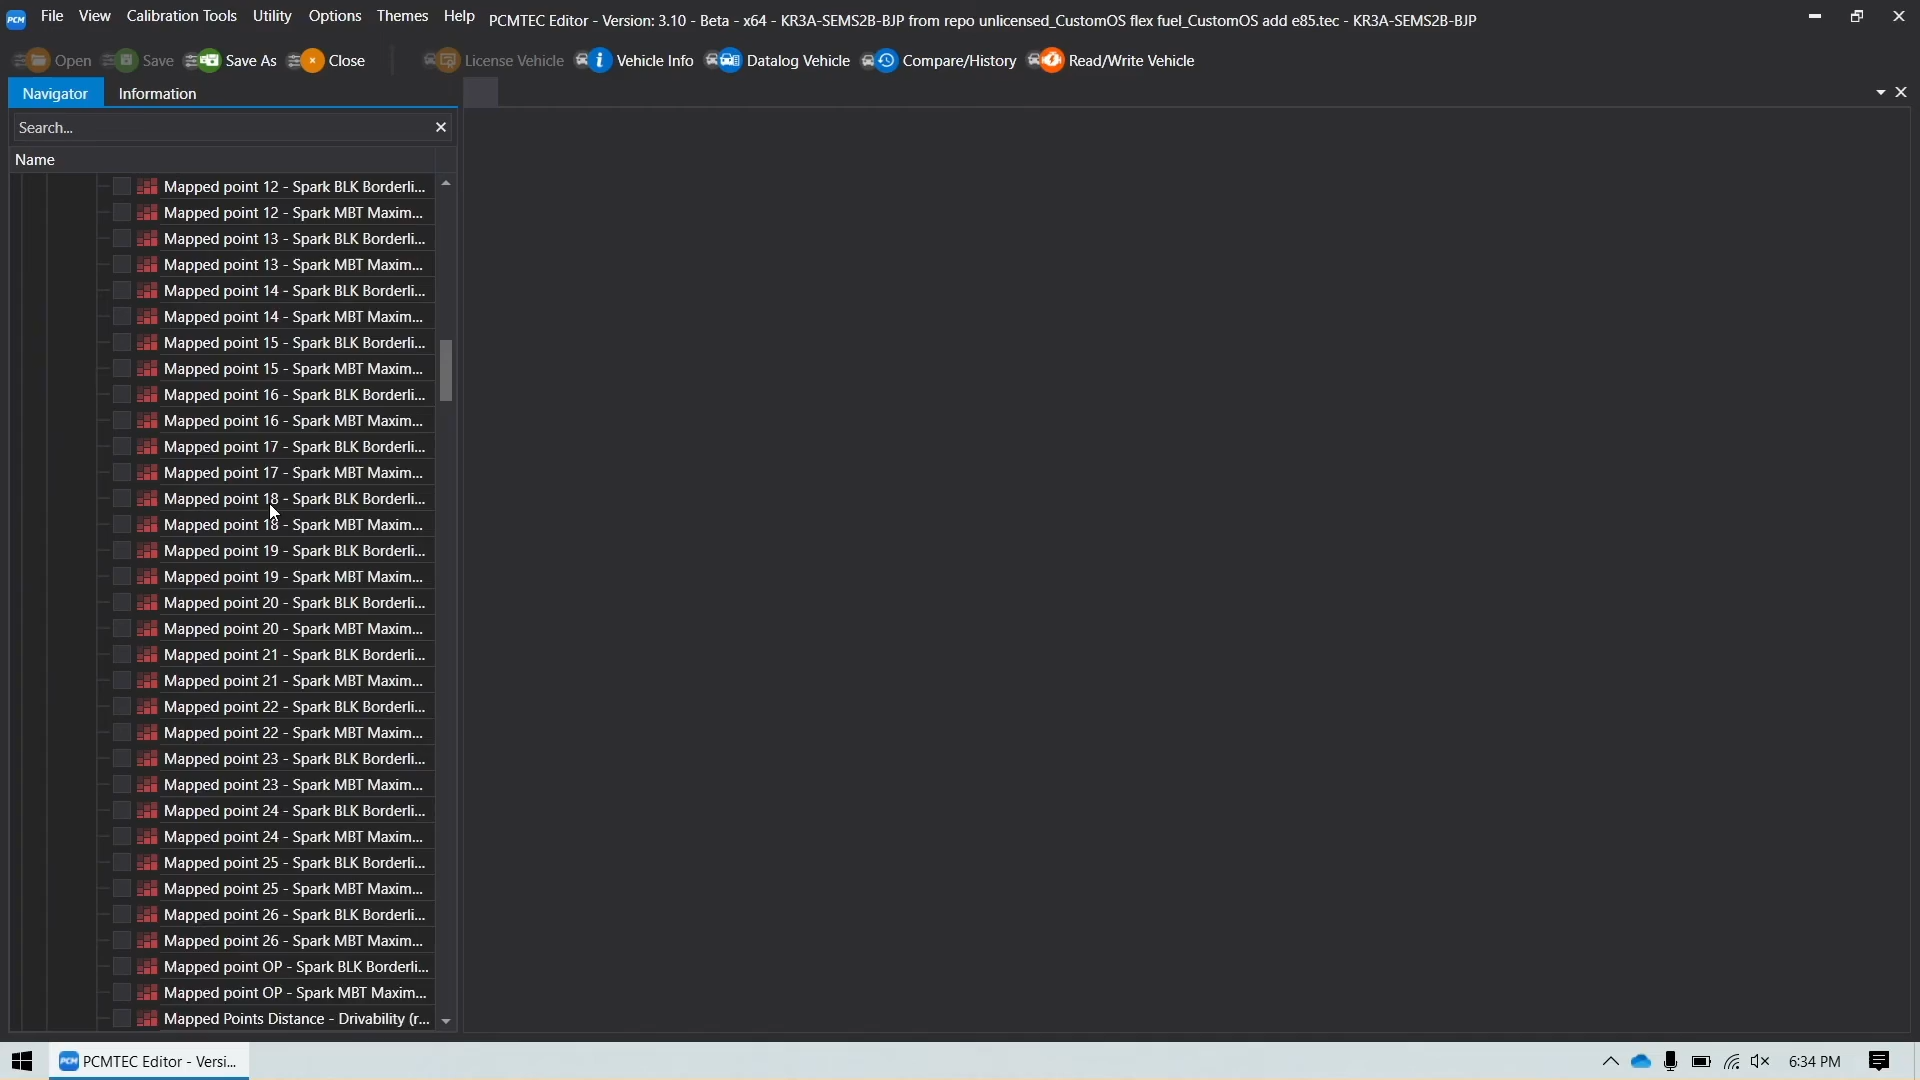 File View Calibration Tools Utility Options Themes Help PCMTEC Editor - Version: 3.10 - Beta - x64 - KR3A-SEMS2B-BJP from repo unlicensed_CustomOS flex fuel_CustomOS add e85.tec - KR3A-SEMS2B-BJP
Open Save Save As Close License Vehicle Vehicle Info Datalog Vehicle Compare/History Read/Write Vehicle
Navigator Information
Search...
Name
Mapped point 12 - Spark BLK Borderli...
Mapped point 12 - Spark MBT Maxim...
Mapped point 13 - Spark BLK Borderli...
Mapped point 13 - Spark MBT Maxim...
Mapped point 14 - Spark BLK Borderli...
Mapped point 14 - Spark MBT Maxim...
Mapped point 15 - Spark BLK Borderli...
Mapped point 15 - Spark MBT Maxim...
Mapped point 16 - Spark BLK Borderli...
Mapped point 16 - Spark MBT Maxim...
Mapped point 17 - Spark BLK Borderli...
Mapped point 17 - Spark MBT Maxim...
Mapped point 18 - Spark BLK Borderli...
Mapped point 18 - Spark MBT Maxim...
Mapped point 19 - Spark BLK Borderli...
Mapped point 19 - Spark MBT Maxim...
Mapped point 20 - Spark BLK Borderli...
Mapped point 20 - Spark MBT Maxim...
Mapped point 21 - Spark BLK Borderli...
Mapped point 21 - Spark MBT Maxim...
Mapped point 22 - Spark BLK Borderli...
Mapped point 22 - Spark MBT Maxim...
Mapped point 23 - Spark BLK Borderli...
Mapped point 23 - Spark MBT Maxim...
Mapped point 24 - Spark BLK Borderli...
Mapped point 24 - Spark MBT Maxim...
Mapped point 25 - Spark BLK Borderli...
Mapped point 25 - Spark MBT Maxim...
Mapped point 26 - Spark BLK Borderli...
Mapped point 26 - Spark MBT Maxim...
Mapped point OP - Spark BLK Borderli...
Mapped point OP - Spark MBT Maxim...
Mapped Points Distance - Drivability (r...
PCMTEC Editor - Versi... 6:34 PM